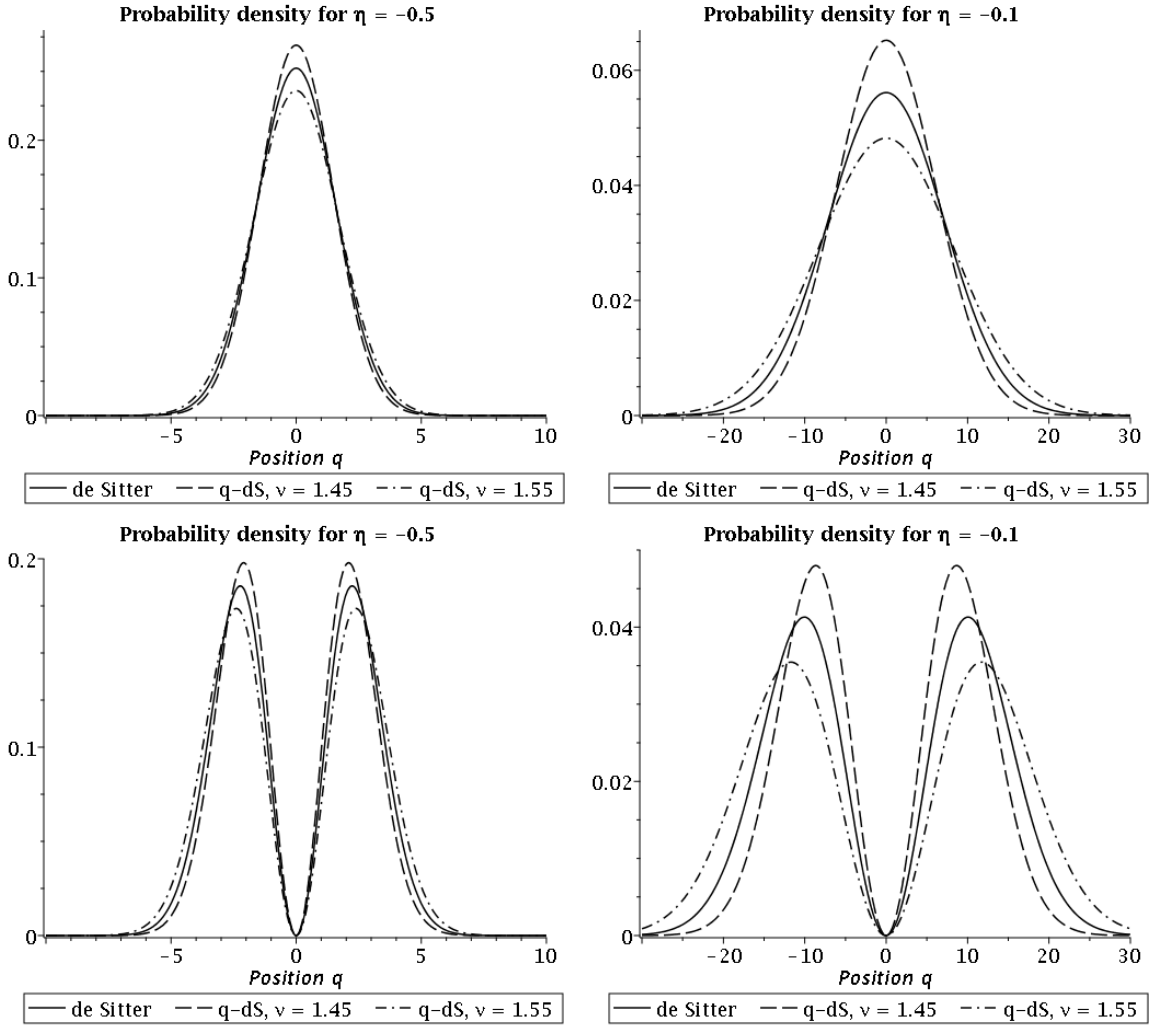 Probability density for η = −0.5
0.2
0.1
0
−5
0
5
10
Position q
de Sitter
q−dS, ν = 1.45
q−dS, ν = 1.55
Probability density for η = −0.1
0.06
0.04
0.02
0
−20
−10
0
10
20
30
Position q
de Sitter
q−dS, ν = 1.45
q−dS, ν = 1.55
Probability density for η = −0.5
0.2
0.1
0
−5
0
5
10
Position q
de Sitter
q−dS, ν = 1.45
q−dS, ν = 1.55
Probability density for η = −0.1
0.04
0.02
0
−20
−10
0
10
20
30
Position q
de Sitter
q−dS, ν = 1.45
q−dS, ν = 1.55